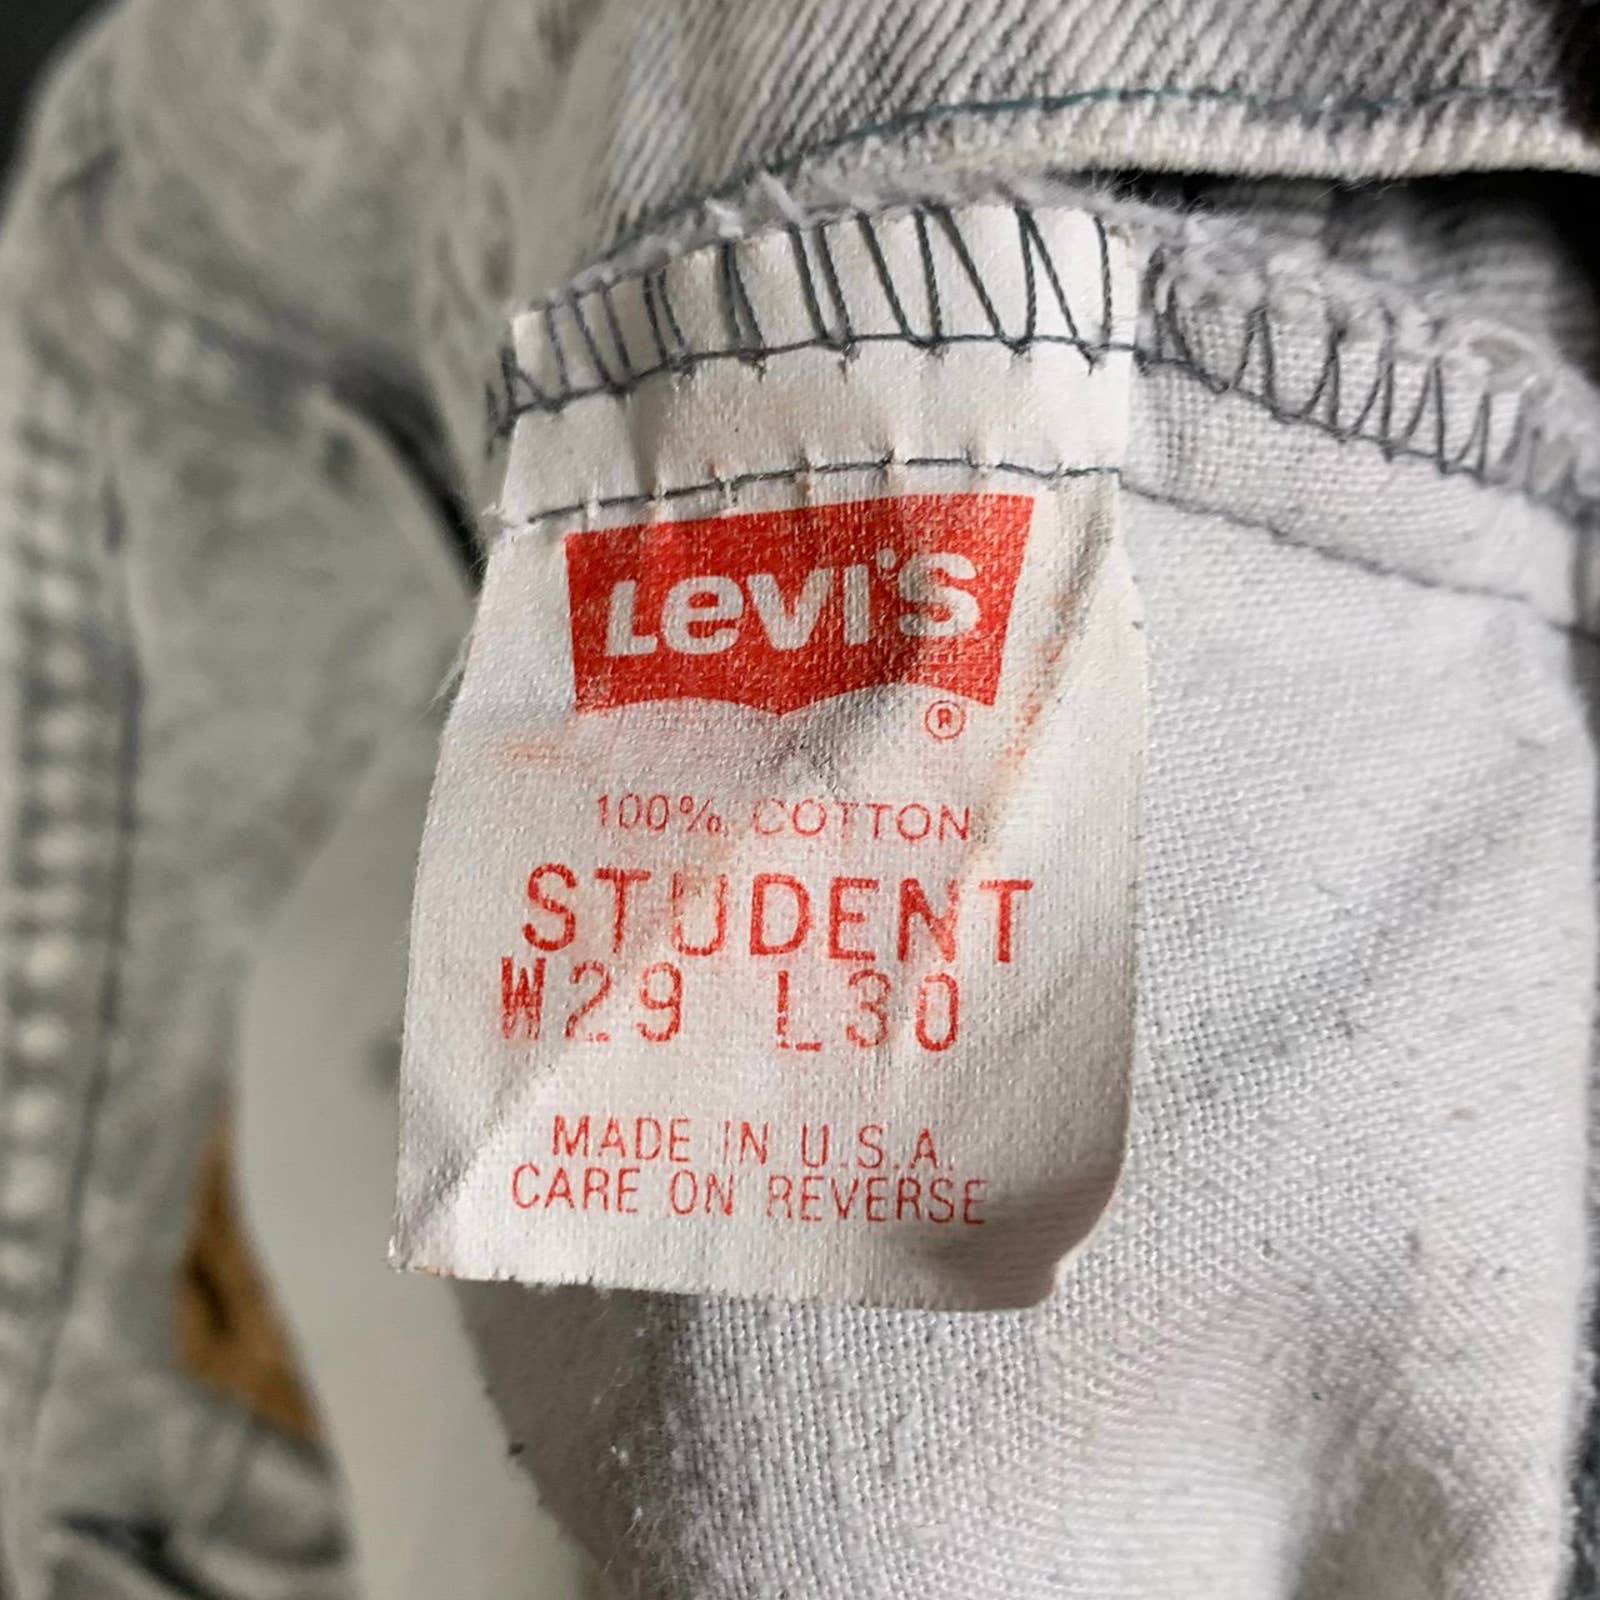 Levi's
®
100% COTTON
STUDENT
W29 L30
MADE IN U.S.A.
CARE ON REVERSE